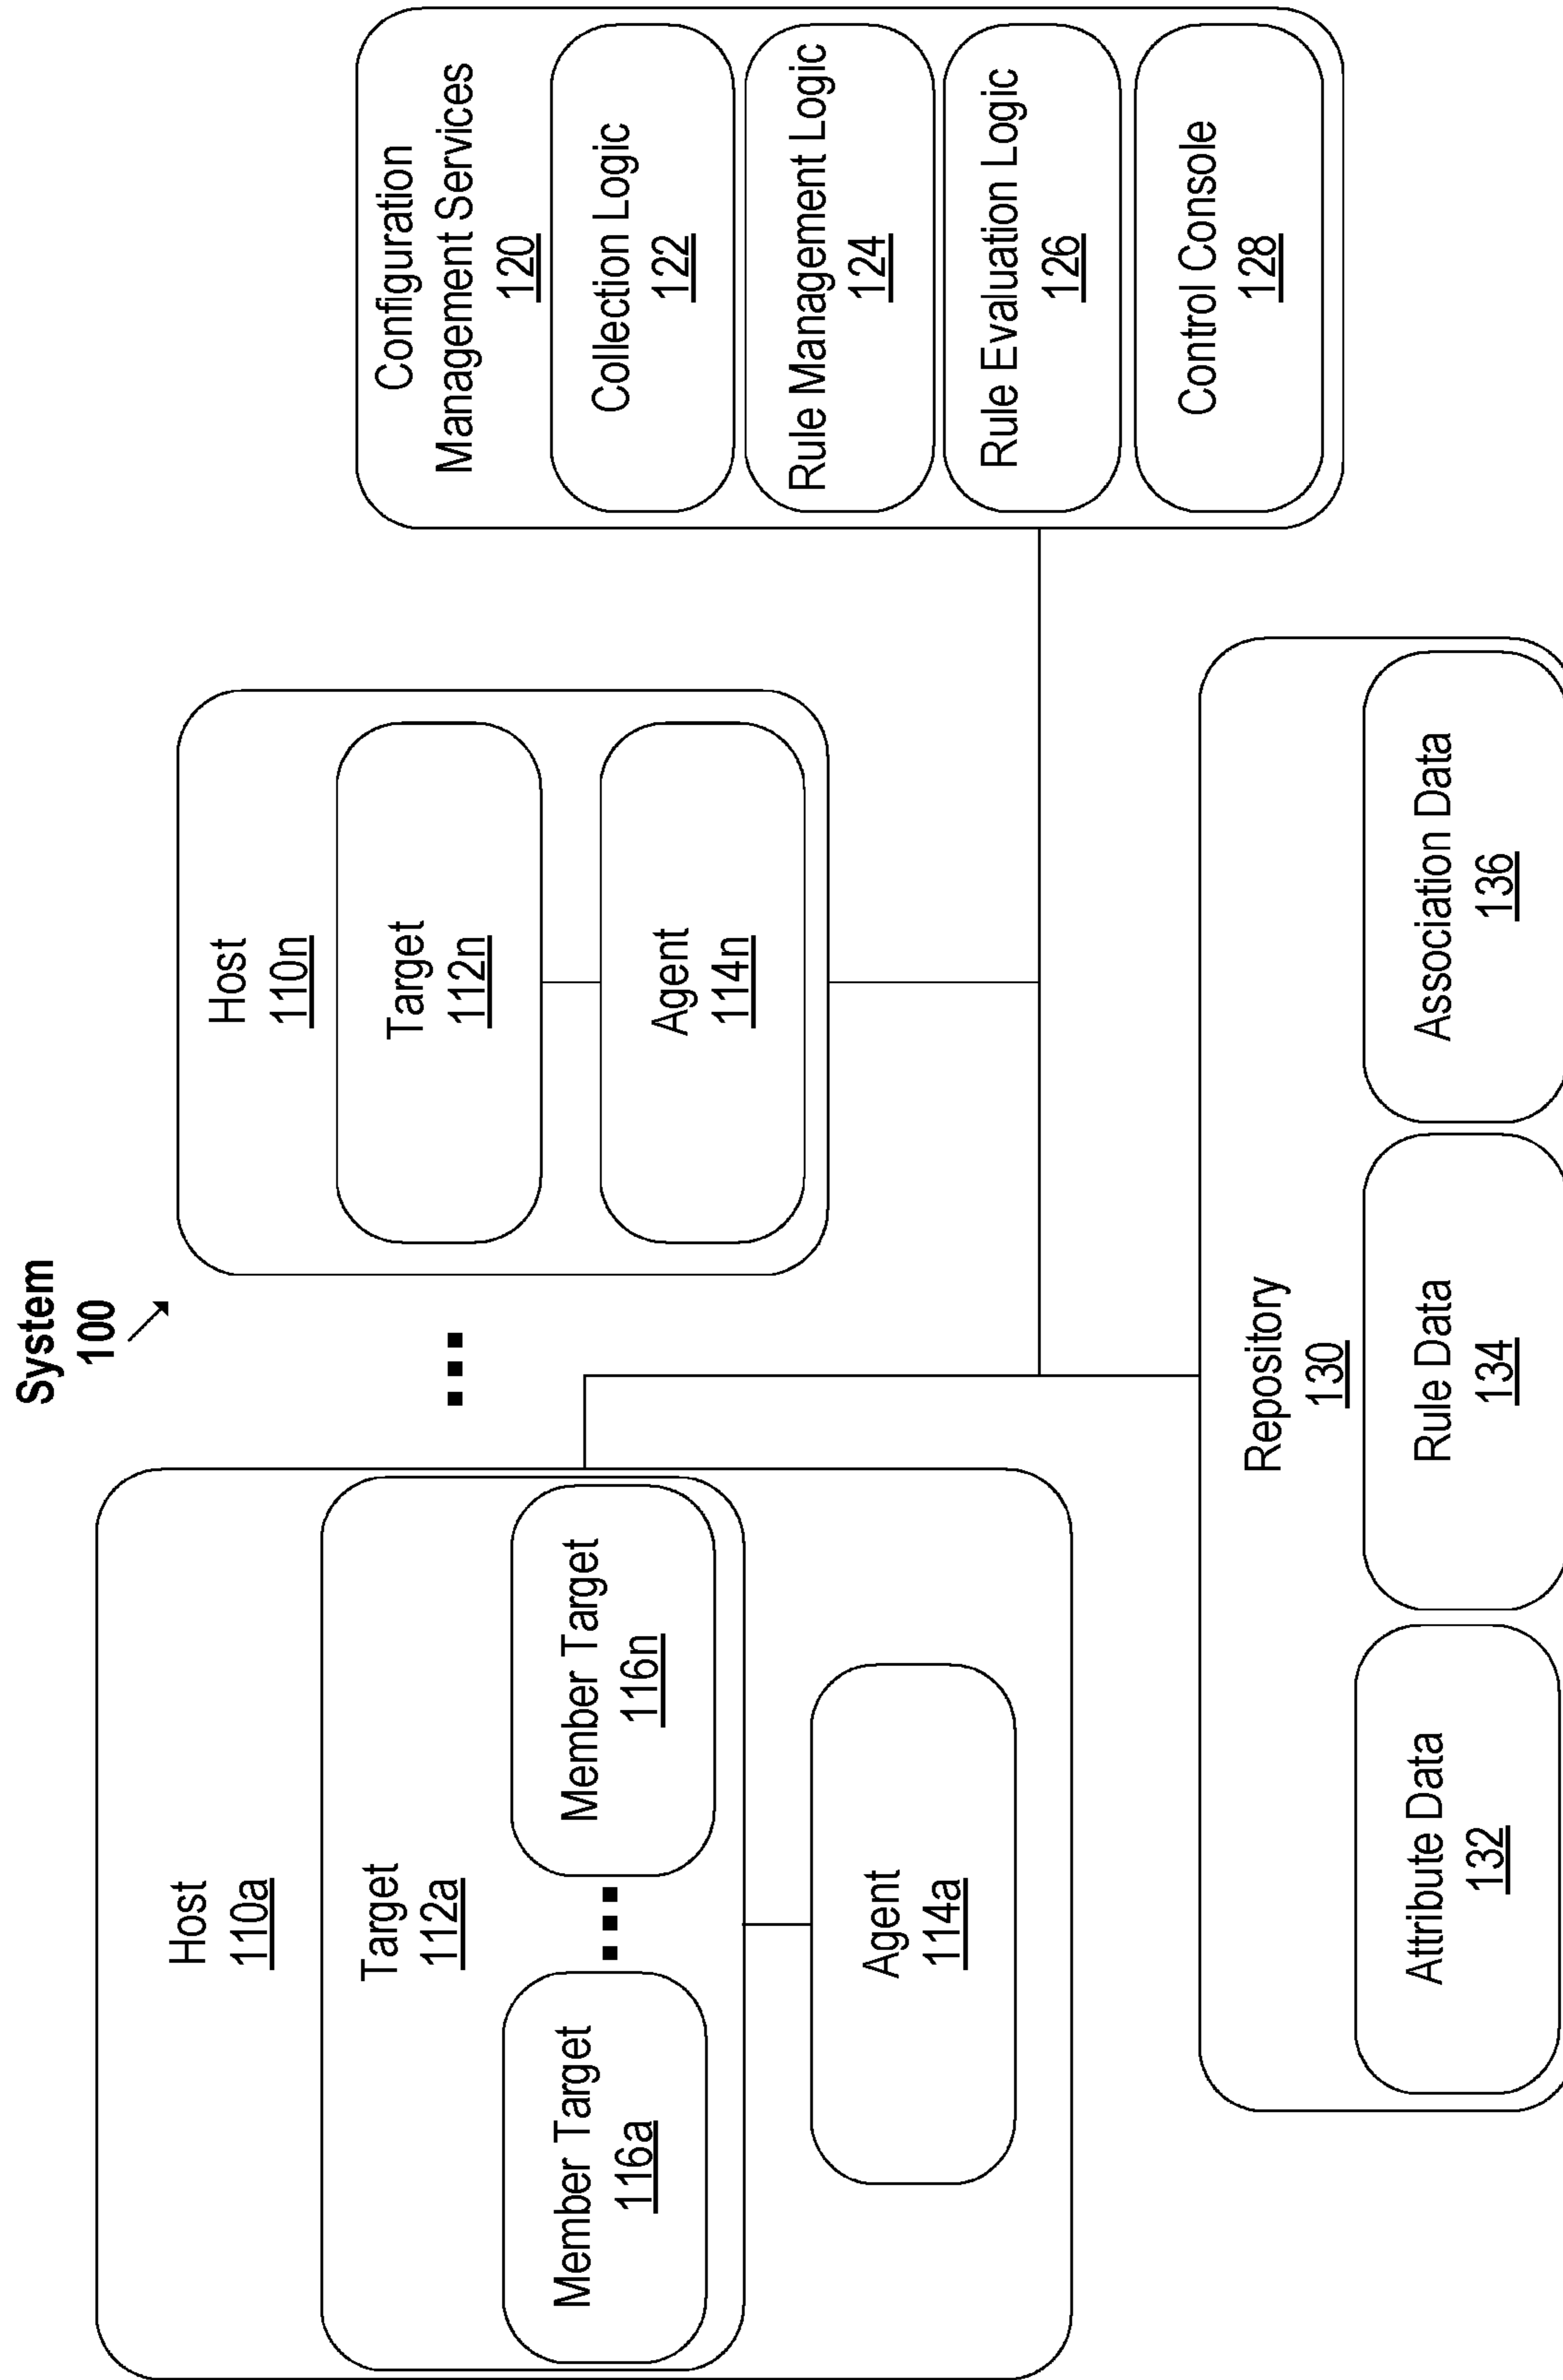 System
100
Host
110a
Target
112a
Member Target
116a
...
Member Target
116n
Agent
114a
...
Host
110n
Target
112n
Agent
114n
Configuration
Management Services
120
Collection Logic
122
Rule Management Logic
124
Rule Evaluation Logic
126
Control Console
128
Repository
130
Attribute Data
132
Rule Data
134
Association Data
136